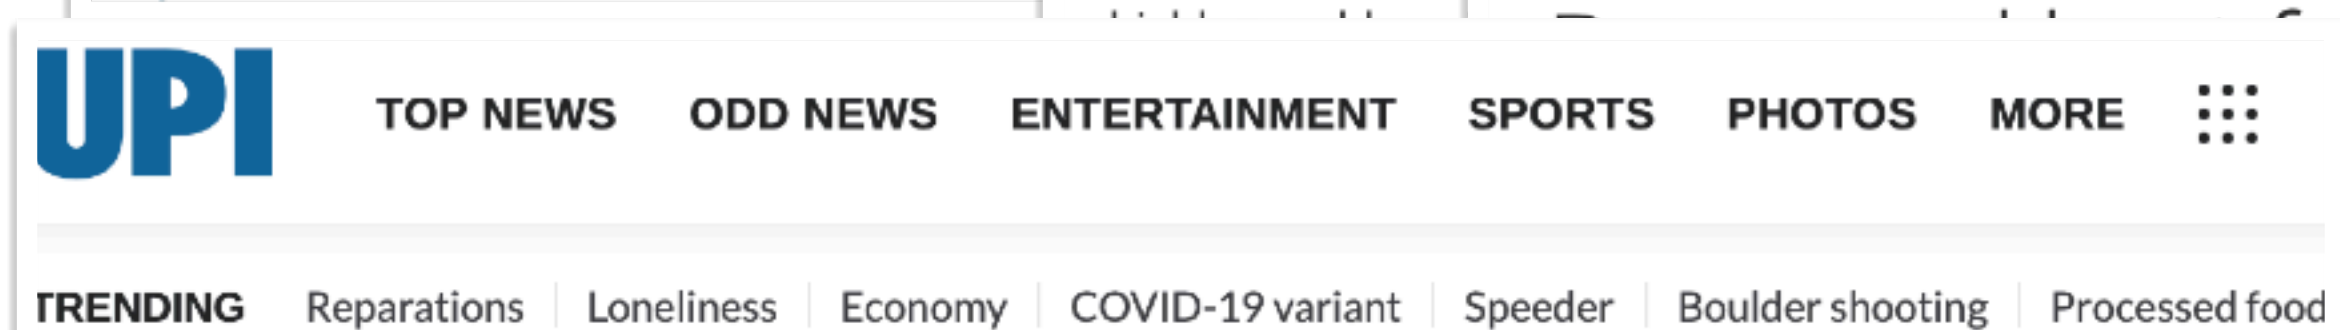 UPI TOP NEWS ODD NEWS ENTERTAINMENT SPORTS PHOTOS MORE
TRENDING Reparations Loneliness Economy COVID-19 variant Speeder Boulder shooting Processed food